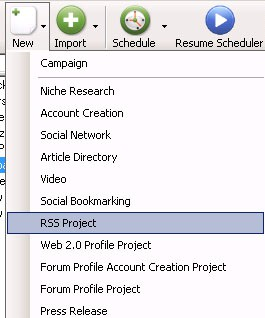 New Import Schedule Resume Scheduler
Campaign
Niche Research
Account Creation
Social Network
Article Directory
Video
Social Bookmarking
RSS Project
Web 2.0 Profile Project
Forum Profile Account Creation Project
Forum Profile Project
Press Release